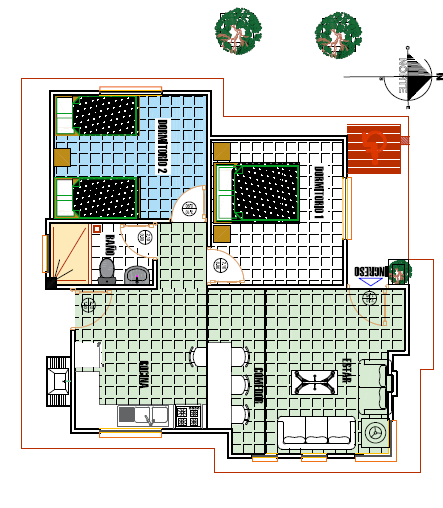 NORTE
N
DORMITORIO 2
DORMITORIO 1
BAÑO
INGRESO
COCINA
COMEDOR
ESTAR